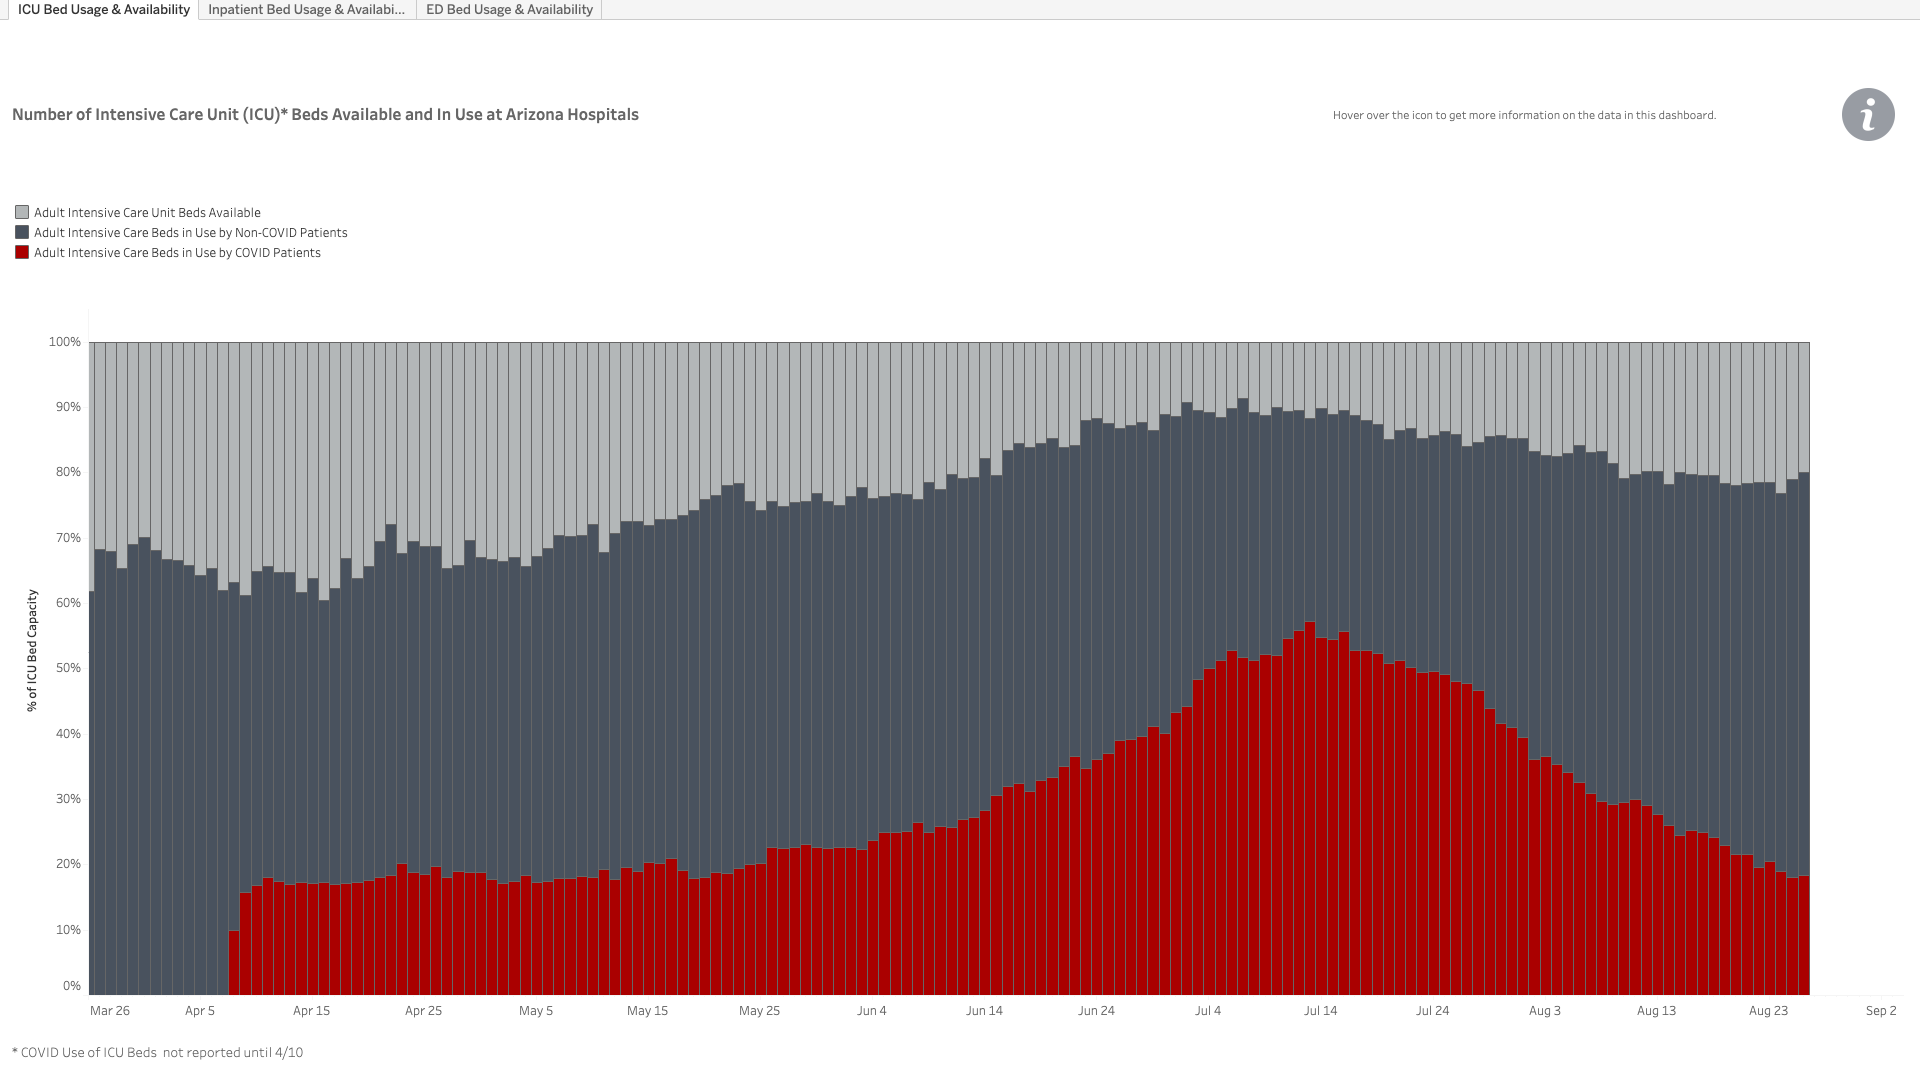 ICU Bed Usage & Availability
Inpatient Bed Usage & Availabi...
ED Bed Usage & Availability
Number of Intensive Care Unit (ICU)* Beds Available and In Use at Arizona Hospitals
Hover over the icon to get more information on the data in this dashboard.
i
Adult Intensive Care Unit Beds Available
Adult Intensive Care Beds in Use by Non-COVID Patients
Adult Intensive Care Beds in Use by COVID Patients
% of ICU Bed Capacity
100%
90%
80%
70%
60%
50%
40%
30%
20%
10%
0%
Mar 26 Apr 5 Apr 15 Apr 25 May 5 May 15 May 25 Jun 4 Jun 14 Jun 24 Jul 4 Jul 14 Jul 24 Aug 3 Aug 13 Aug 23 Sep 2
* COVID Use of ICU Beds  not reported until 4/10